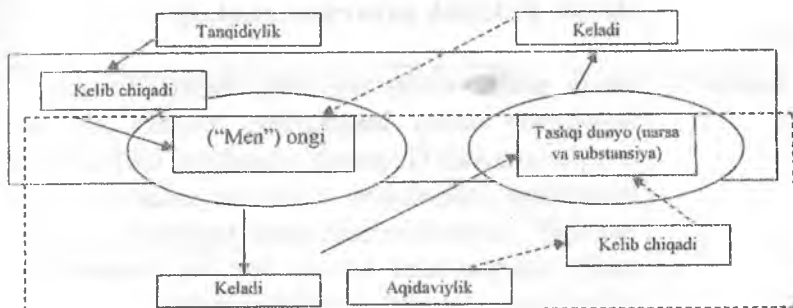 Tanqidiylik
Keladi
Kelib chiqadi
("Men") ongi
Tashqi dunyo (narsa
va substansiya)
Kelib chiqadi
Keladi
Aqidaviylik